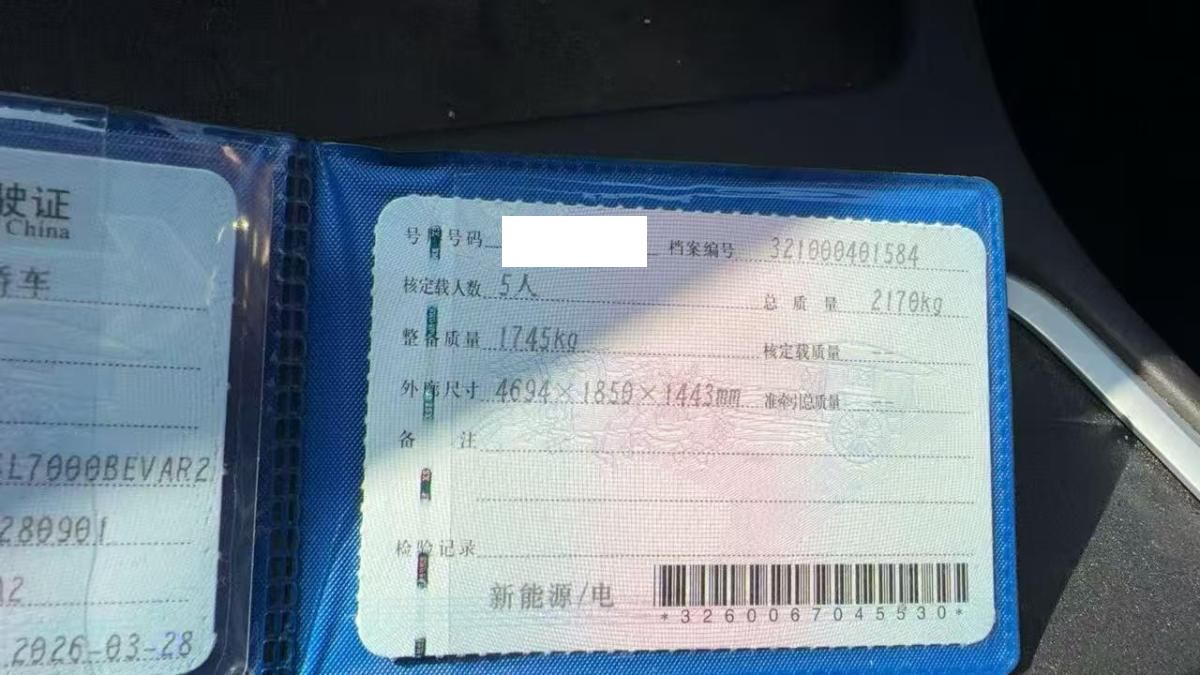 驶证
China
轿车
SL7000BEVAR2
280901
A2
2026-03-28
号牌号码
档案编号 321000401584
核定载人数 5人
总质量 2170kg
整备质量 1745kg
核定载质量 --
外廓尺寸 4694×1850×1443mm
准牵引总质量 --
备注
检验记录
新能源/电
*3260067045530*